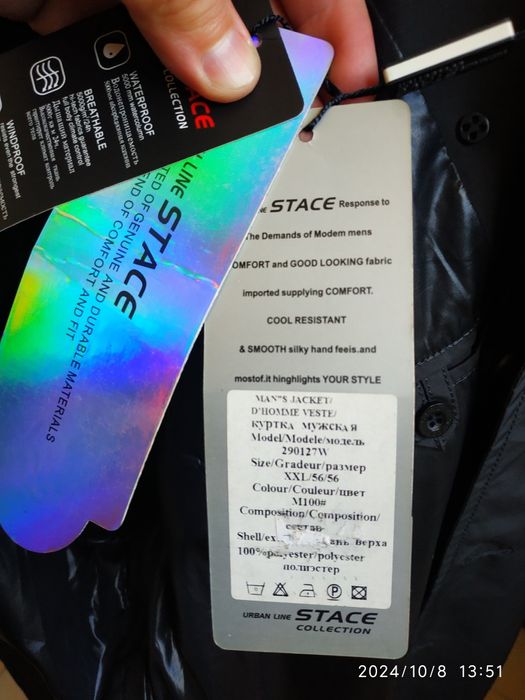 STACE
COLLECTION
WATERPROOF
BREATHABLE
WINDPROOF
LINE STACE
OF GENUINE AND DURABLE MATERIALS
OF COMFORT AND FIT
STACE Response to
The Demands of Modem mens
COMFORT and GOOD LOOKING fabric
imported supplying COMFORT.
COOL RESISTANT
& SMOOTH silky hand feeis.and
mostof.it hinghlights YOUR STYLE
MAN"S JACKET/
D'HOMME VESTE/
КУРТКА МУЖСКАЯ
Model/Modele/модель
290127W
Size/Gradeur/размер
XXL/56/56
Colour/Couleur/цвет
M100#
Composition/Composition/
состав
верха
100%polyester/polyester
полиэстер
URBAN LINE STACE
COLLECTION
2024/10/8 13:51